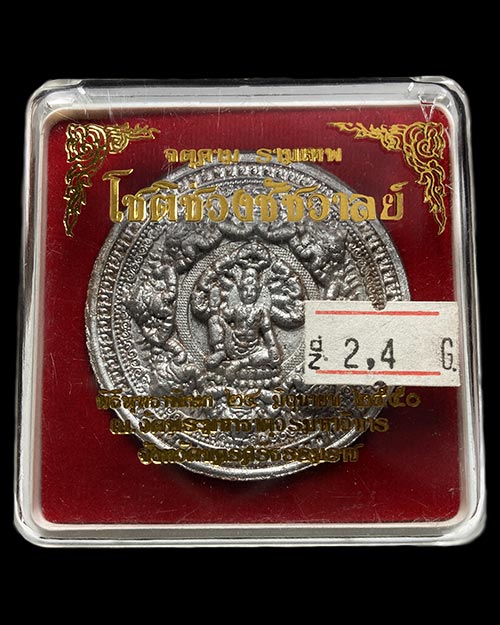 จตุคาม รามเทพ
โชติช่วงชัชวาลย์
2,4 G.
พิธีพุทธาภิเษก ๒๕ มิถุนายน ๒๕๕๐
ณ วัดพระมหาธาตุวรมหาวิหาร
จังหวัดนครศรีธรรมราช